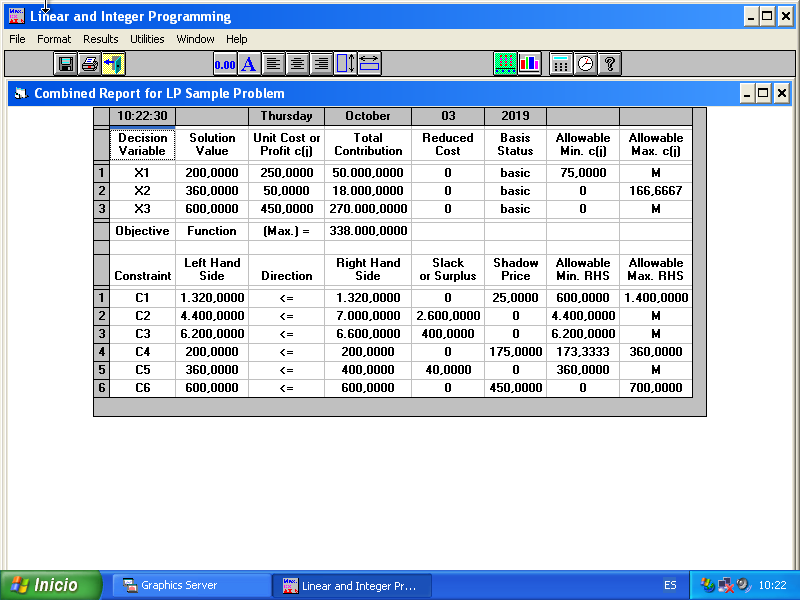 Linear and Integer Programming
File Format Results Utilities Window Help
0.00 A
Combined Report for LP Sample Problem
10:22:30 Thursday October 03 2019
Decision Variable Solution Value Unit Cost or Profit c(j) Total Contribution Reduced Cost Basis Status Allowable Min. c(j) Allowable Max. c(j)
1 X1 200,0000 250,0000 50.000,0000 0 basic 75,0000 M
2 X2 360,0000 50,0000 18.000,0000 0 basic 0 166,6667
3 X3 600,0000 450,0000 270.000,0000 0 basic 0 M
Objective Function (Max.) = 338.000,0000
Constraint Left Hand Side Direction Right Hand Side Slack or Surplus Shadow Price Allowable Min. RHS Allowable Max. RHS
1 C1 1.320,0000 <= 1.320,0000 0 25,0000 600,0000 1.400,0000
2 C2 4.400,0000 <= 7.000,0000 2.600,0000 0 4.400,0000 M
3 C3 6.200,0000 <= 6.600,0000 400,0000 0 6.200,0000 M
4 C4 200,0000 <= 200,0000 0 175,0000 173,3333 360,0000
5 C5 360,0000 <= 400,0000 40,0000 0 360,0000 M
6 C6 600,0000 <= 600,0000 0 450,0000 0 700,0000
Inicio Graphics Server Linear and Integer Pr... ES 10:22